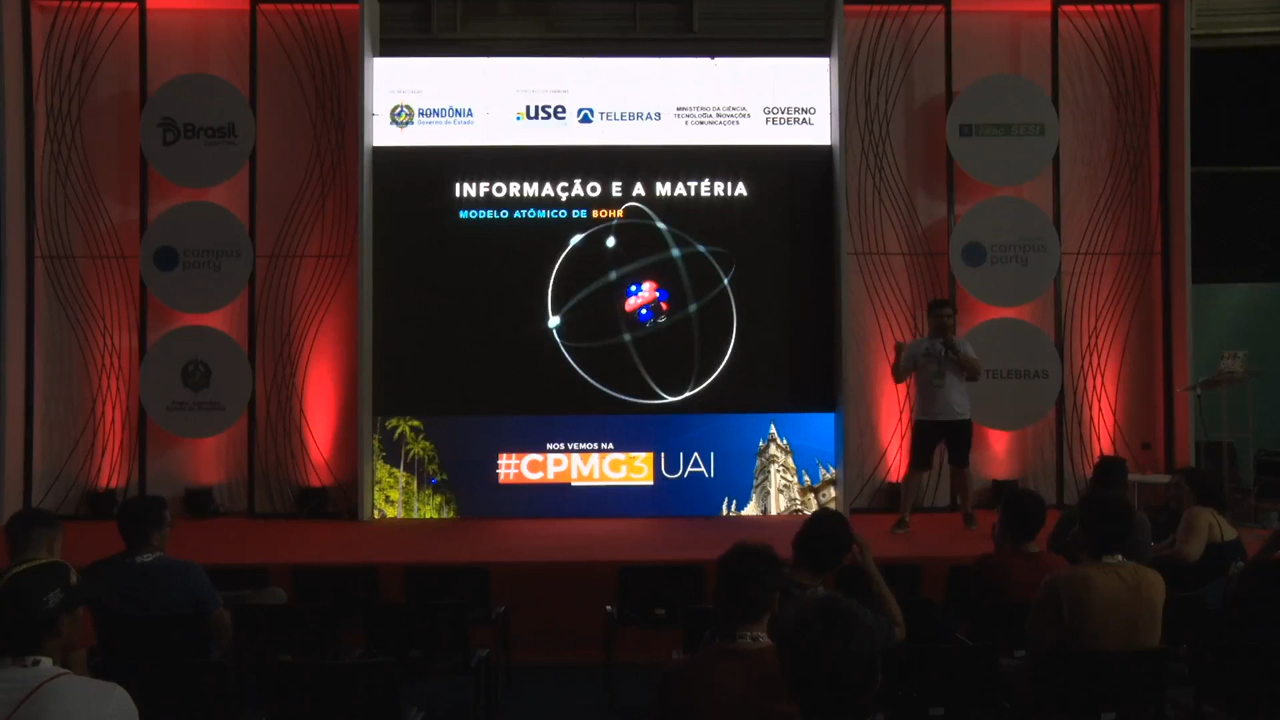 Brasil
campus
party
RONDÔNIA
Governo do Estado
use
TELEBRAS
MINISTÉRIO DA CIÊNCIA,
TECNOLOGIA, INOVAÇÕES
E COMUNICAÇÕES
GOVERNO
FEDERAL
INFORMAÇÃO E A MATÉRIA
MODELO ATÔMICO DE BOHR
NOS VEMOS NA
#CPMG3 UAI
SESI
campus
party
TELEBRAS